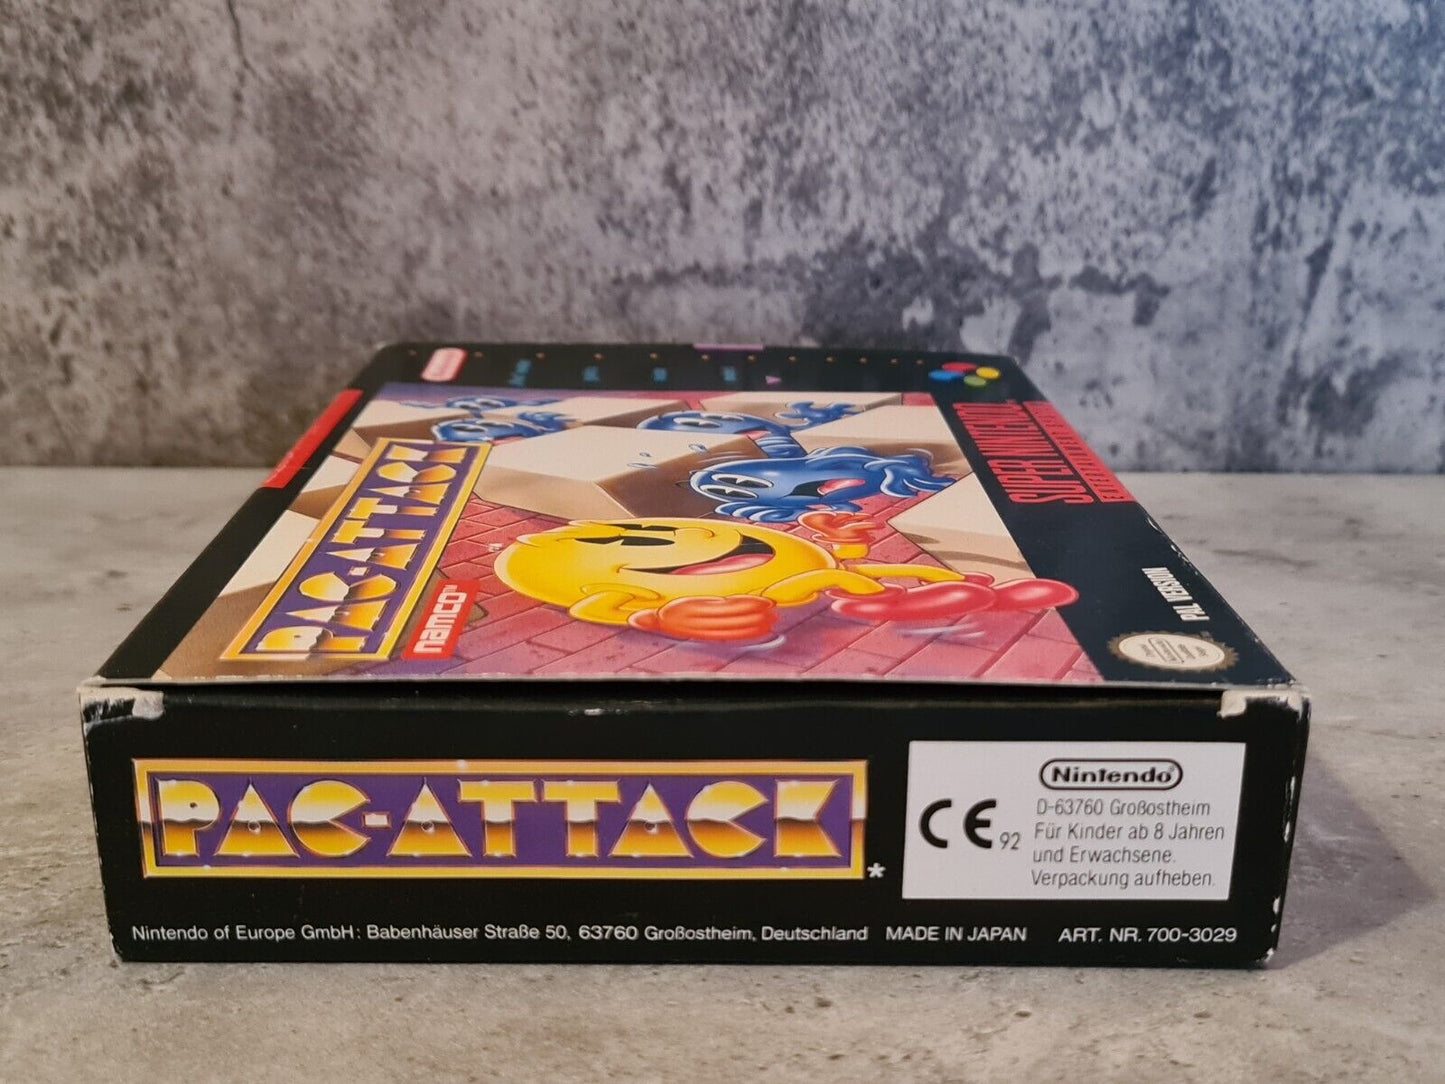 SUPER NINTENDO
PAC-ATTACK
namco
PAL VERSION
PAC-ATTACK*
Nintendo
CE 92
D-63760 Großostheim
Für Kinder ab 8 Jahren
und Erwachsene.
Verpackung aufheben.
Nintendo of Europe GmbH: Babenhäuser Straße 50, 63760 Großostheim, Deutschland MADE IN JAPAN ART. NR. 700-3029